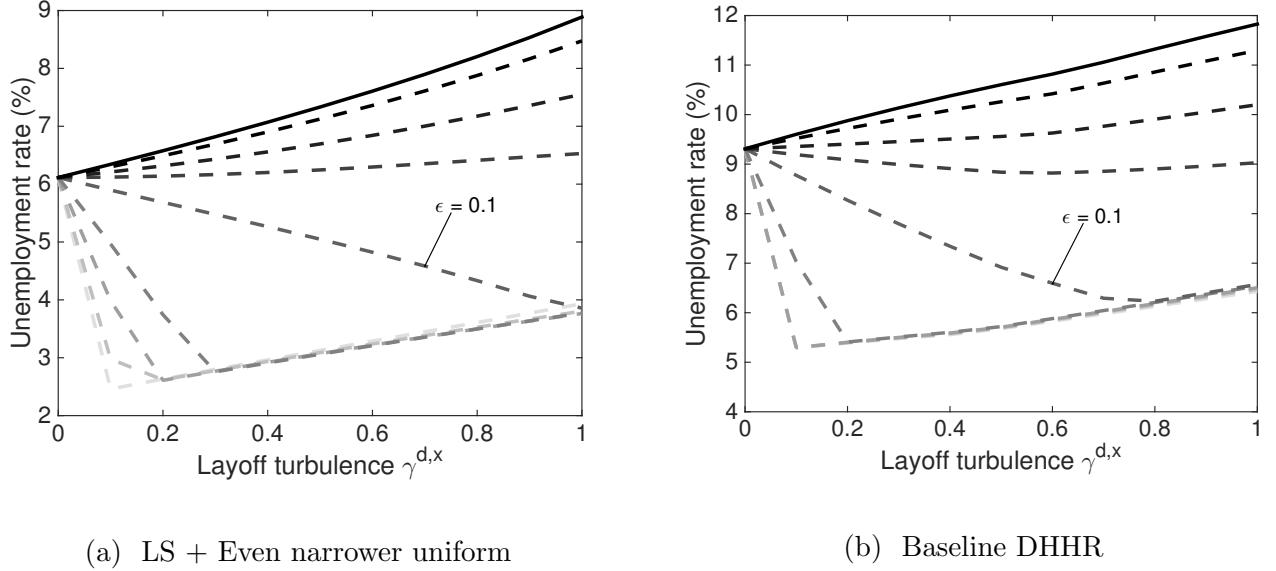 9
8
7
6
5
4
3
2
Unemployment rate (%)
ϵ = 0.1
0 0.2 0.4 0.6 0.8 1
Layoff turbulence γ^d,x
(a) LS + Even narrower uniform
12
11
10
9
8
7
6
5
4
Unemployment rate (%)
ϵ = 0.1
0 0.2 0.4 0.6 0.8 1
Layoff turbulence γ^d,x
(b) Baseline DHHR